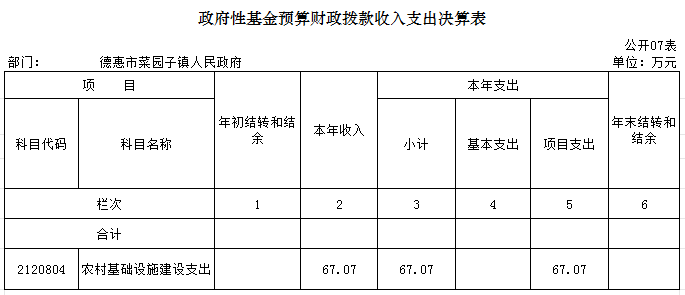 政府性基金预算财政拨款收入支出决算表
公开07表
部门： 德惠市菜园子镇人民政府 单位：万元
项 目 年初结转和结余 本年收入 本年支出 年末结转和结余
科目代码 科目名称 小计 基本支出 项目支出
栏次 1 2 3 4 5 6
合计
2120804 农村基础设施建设支出 67.07 67.07 67.07